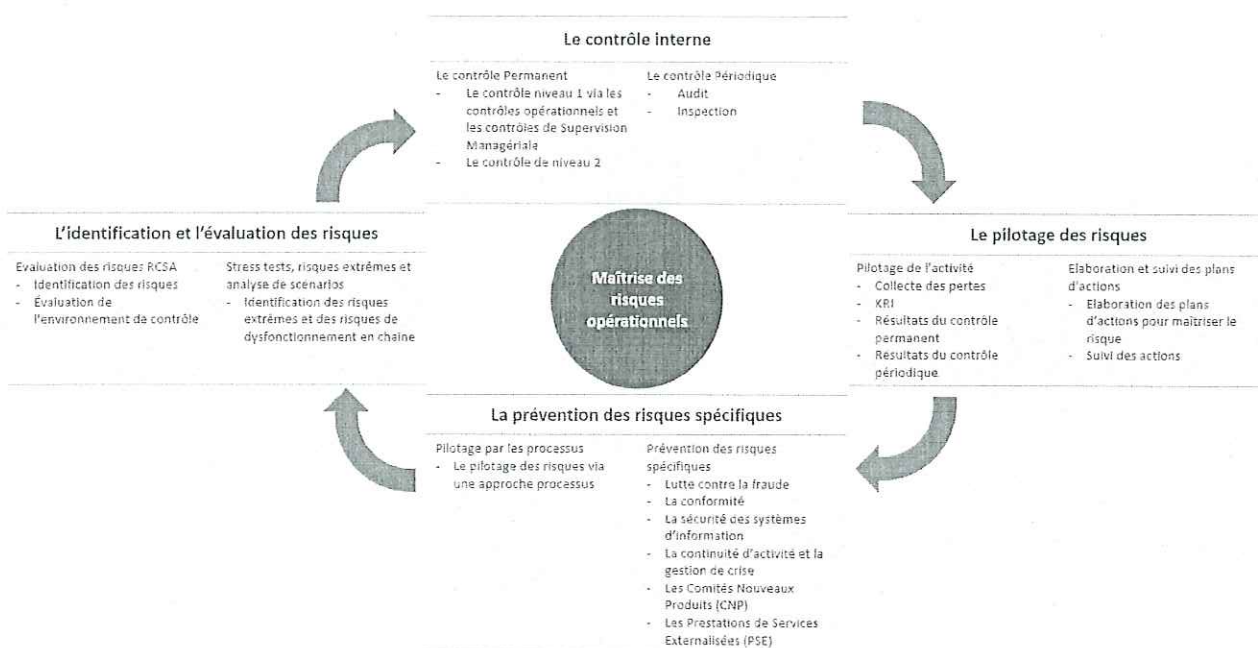 Le contrôle interne
Le contrôle Permanent
- Le contrôle niveau 1 via les
contrôles opérationnels et
les contrôles de Supervision
Managériale
- Le contrôle de niveau 2
Le contrôle Périodique
- Audit
- Inspection
L'identification et l'évaluation des risques
Evaluation des risques RCSA
- Identification des risques
- Évaluation de
l'environnement de contrôle
Stress tests, risques extrêmes et
analyse de scénarios
- Identification des risques
extrêmes et des risques de
dysfonctionnement en chaîne
Maîtrise des
risques
opérationnels
Le pilotage des risques
Pilotage de l'activité
- Collecte des pertes
- KRI
- Résultats du contrôle
permanent
- Résultats du contrôle
périodique
Elaboration et suivi des plans
d'actions
- Elaboration des plans
d'actions pour maîtriser le
risque
- Suivi des actions
La prévention des risques spécifiques
Pilotage par les processus
- Le pilotage des risques via
une approche processus
Prévention des risques
spécifiques
- Lutte contre la fraude
- La conformité
- La sécurité des systèmes
d'information
- La continuité d'activité et la
gestion de crise
- Les Comités Nouveaux
Produits (CNP)
- Les Prestations de Services
Externalisées (PSE)